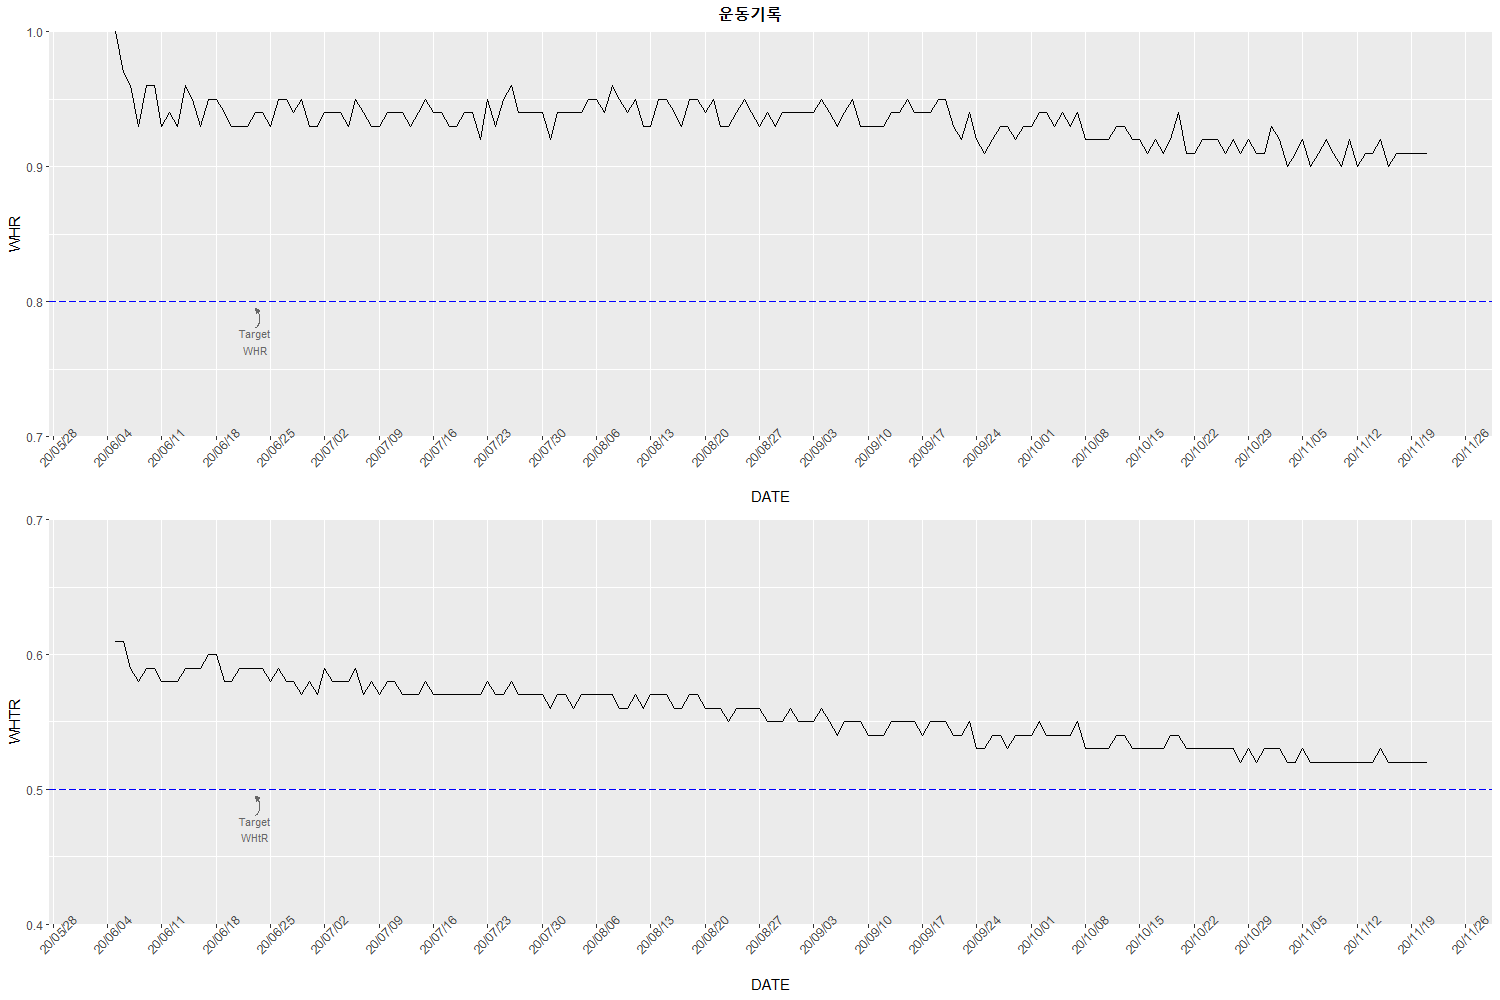 운동기록
1.0
0.9
0.8
0.7
WHR
Target
WHR
20/05/28 20/06/04 20/06/11 20/06/18 20/06/25 20/07/02 20/07/09 20/07/16 20/07/23 20/07/30 20/08/06 20/08/13 20/08/20 20/08/27 20/09/03 20/09/10 20/09/17 20/09/24 20/10/01 20/10/08 20/10/15 20/10/22 20/10/29 20/11/05 20/11/12 20/11/19 20/11/26
DATE
0.7
0.6
0.5
0.4
WHTR
Target
WHtR
20/05/28 20/06/04 20/06/11 20/06/18 20/06/25 20/07/02 20/07/09 20/07/16 20/07/23 20/07/30 20/08/06 20/08/13 20/08/20 20/08/27 20/09/03 20/09/10 20/09/17 20/09/24 20/10/01 20/10/08 20/10/15 20/10/22 20/10/29 20/11/05 20/11/12 20/11/19 20/11/26
DATE